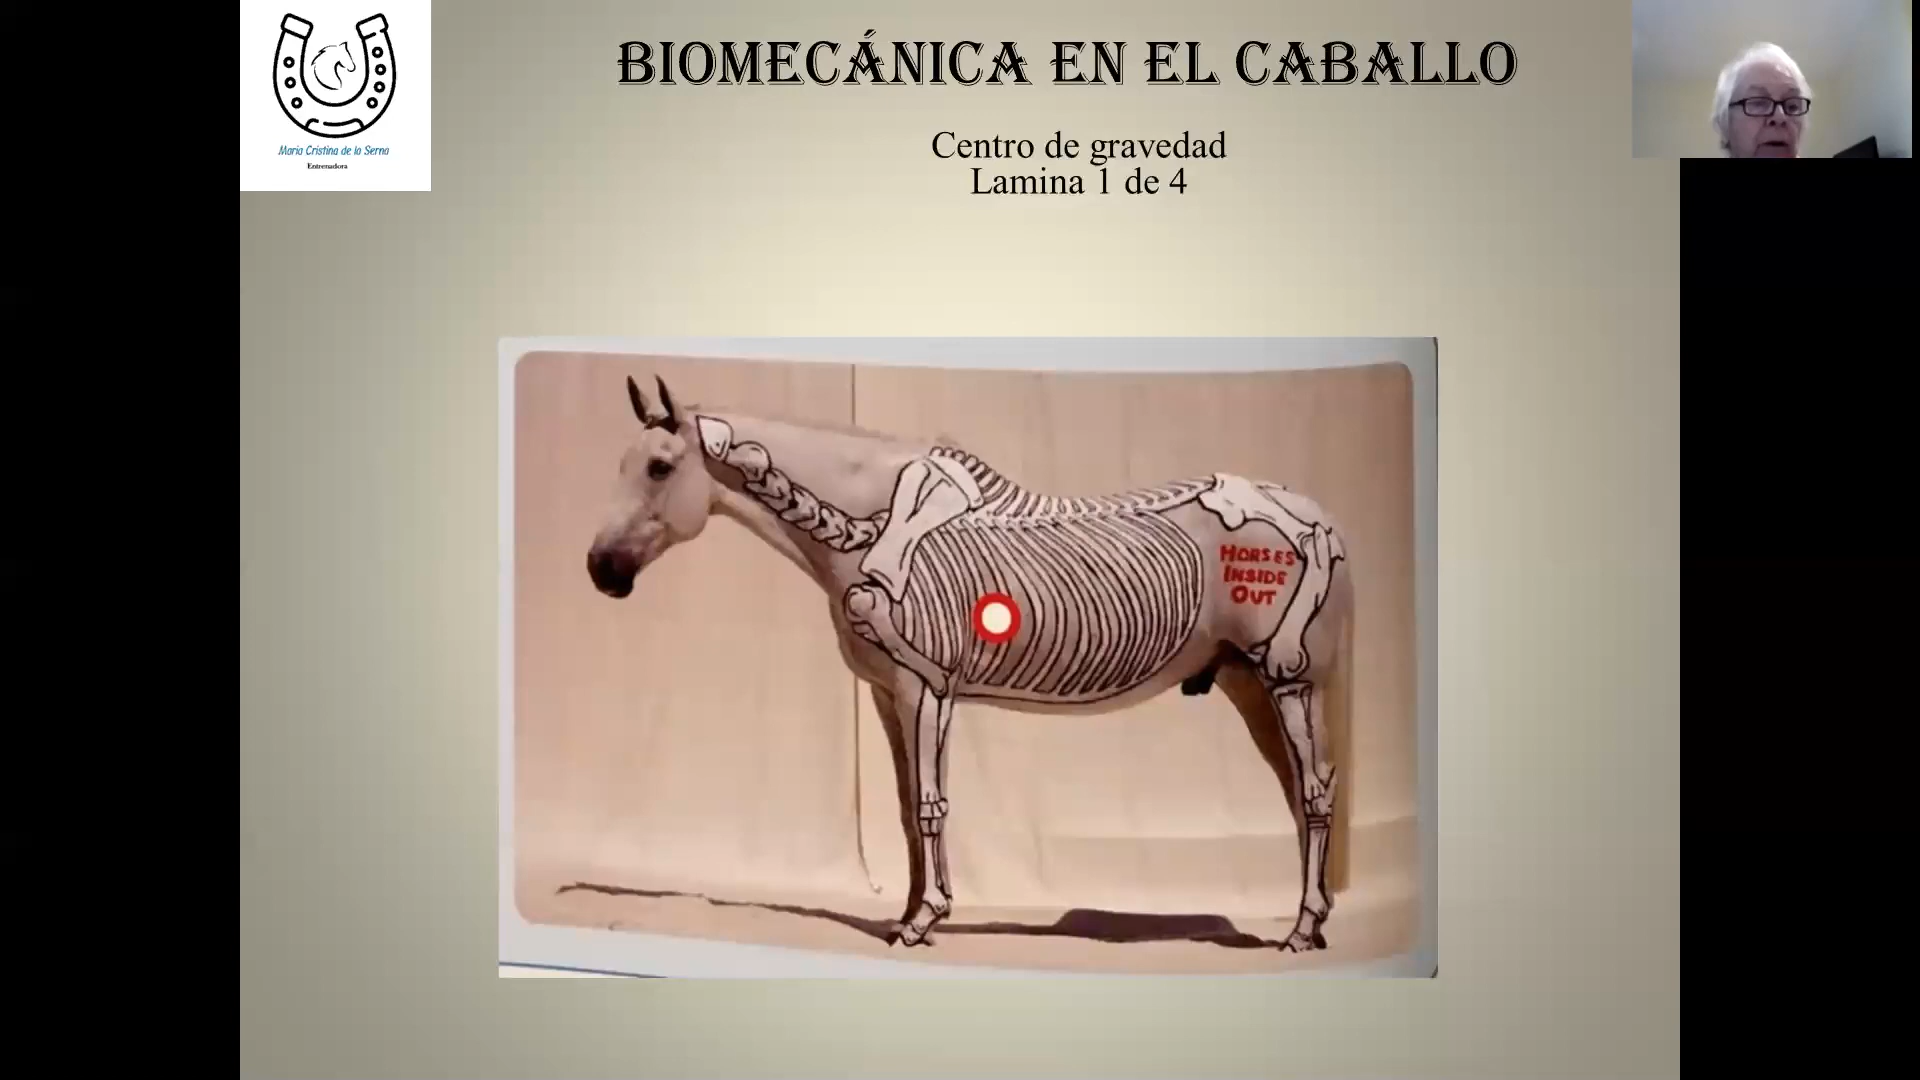 Maria Cristina de la Serna
Entrenadora
BIOMECÁNICA EN EL CABALLO
Centro de gravedad
Lamina 1 de 4
HORSES
INSIDE
OUT